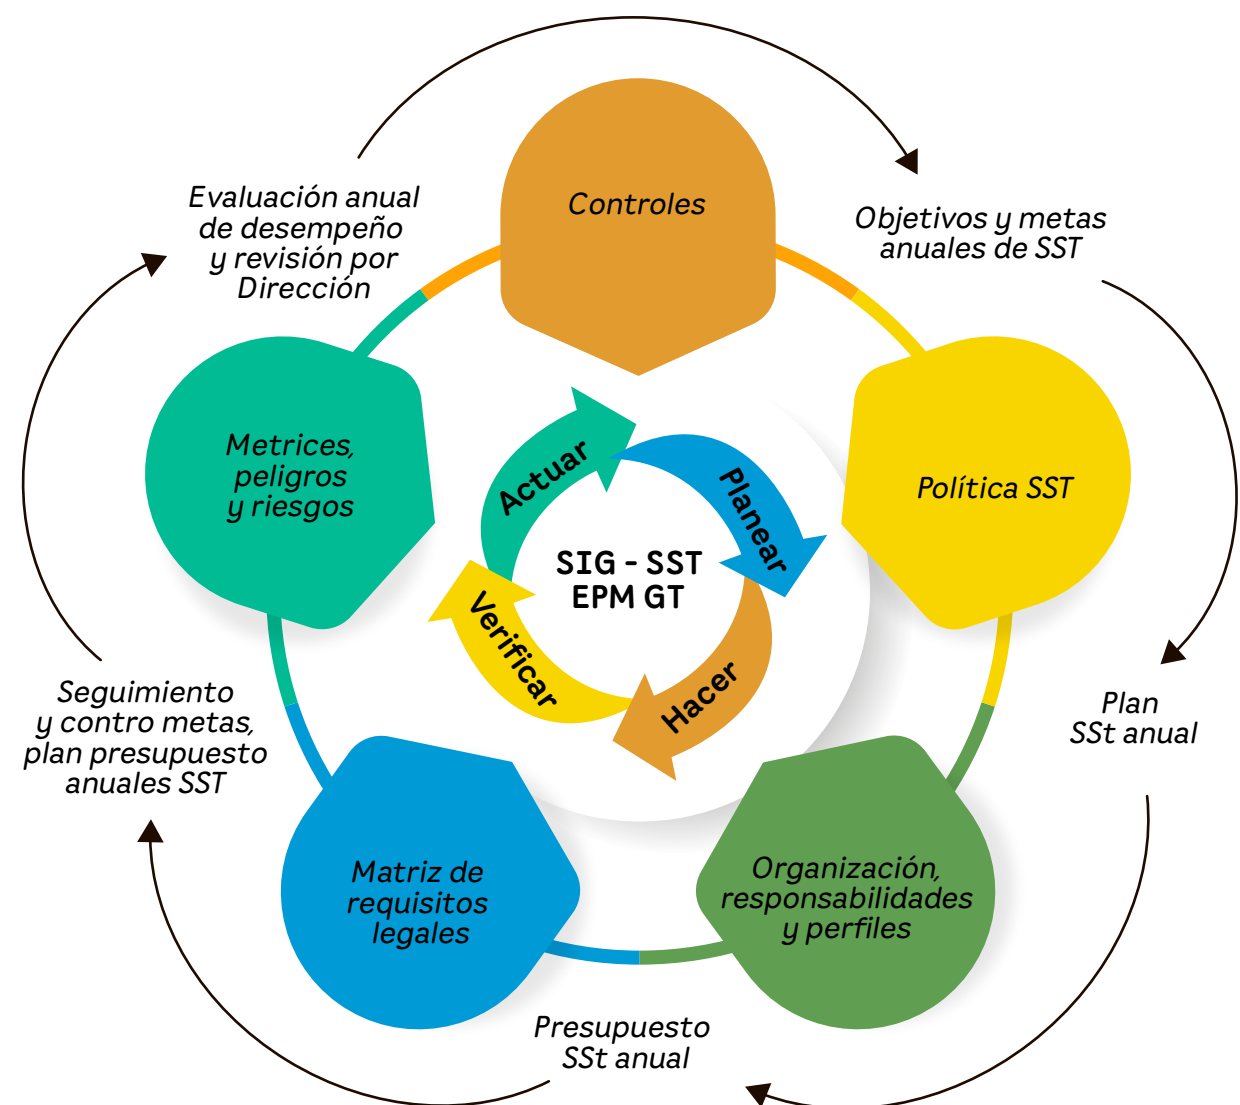 Controles
Evaluación anual
de desempeño
y revisión por
Dirección
Objetivos y metas
anuales de SST
Metrices,
peligros
y riesgos
Política SST
Actuar
Planear
SIG - SST
EPM GT
Verificar
Hacer
Seguimiento
y contro metas,
plan presupuesto
anuales SST
Plan
SSt anual
Matriz de
requisitos
legales
Organización,
responsabilidades
y perfiles
Presupuesto
SSt anual